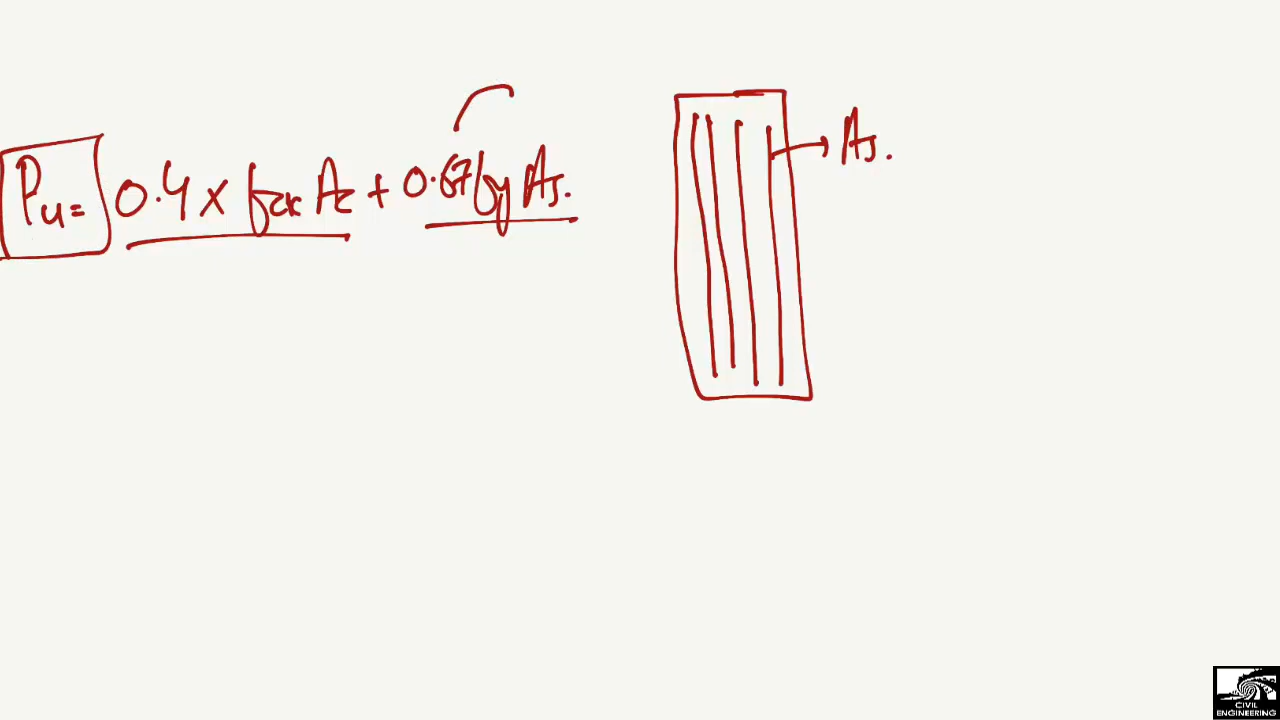 Pu= 0.4 x fck Ac + 0.67fy As.
As.
CIVIL
ENGINEERING